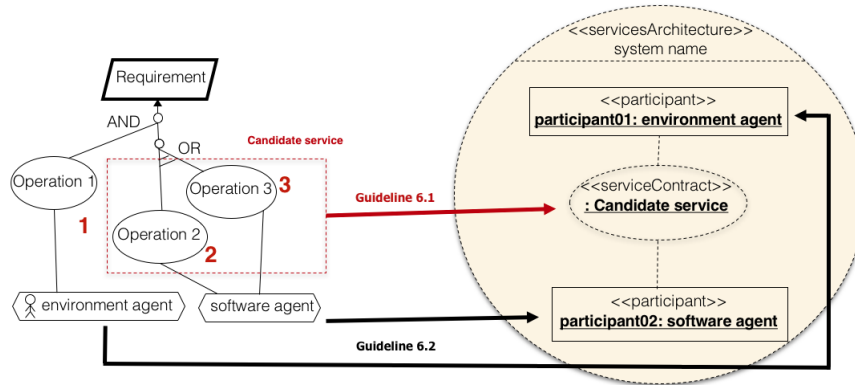 <<servicesArchitecture>>
system name
Requirement
AND
OR
Candidate service
Operation 1
Operation 3
3
1
Operation 2
2
environment agent
software agent
Guideline 6.1
Guideline 6.2
<<participant>>
participant01: environment agent
<<serviceContract>>
: Candidate service
<<participant>>
participant02: software agent